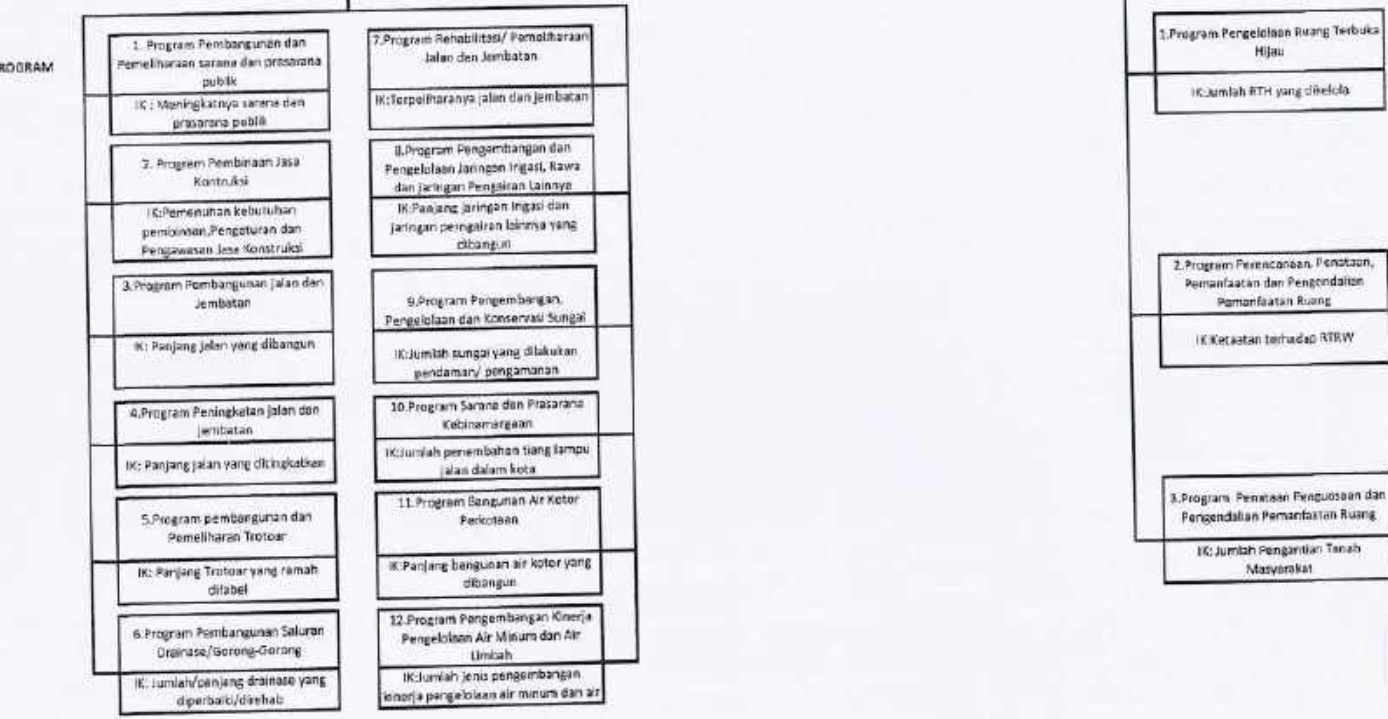 ROGRAM
1. Program Pembangunan dan
Pemeliharaan sarana dan prasarana
publik
IK : Meningkatnya sarana dan
prasarana publik
2. Program Pembinaan Jasa
Kontruksi
IK:Pemenuhan kebutuhan
pembinaan,Pengaturan dan
Pengawasan Jasa Konstruksi
3.Program Pembangunan jalan dan
Jembatan
IK: Panjang jalan yang dibangun
4.Program Peningkatan jalan dan
jembatan
IK: Panjang jalan yang ditingkatkan
5.Program pembangunan dan
Pemeliharan Trotoar
IK: Panjang Trotoar yang ramah
difabel
6.Program Pembangunan Saluran
Drainase/Gorong-Gorong
IK: Jumlah/panjang drainase yang
diperbaiki/direhab
7.Program Rehabilitasi/ Pemeliharaan
Jalan dan Jembatan
IK:Terpeliharanya jalan dan jembatan
8.Program Pengembangan dan
Pengelolaan Jaringan Irigasi, Rawa
dan Jaringan Pengairan Lainnya
IK:Panjang jaringan Irigasi dan
jaringan perngairan lainnya yang
dibangun
9.Program Pengembangan,
Pengelolaan dan Konservasi Sungai
IK:Jumlah sungai yang dilakukan
pendaman/ pengamanan
10.Program Sarana dan Prasarana
Kebinamargaan
IK:Jumlah penambahan tiang lampu
jalan dalam kota
11.Program Bangunan Air Kotor
Perkotaan
IK:Panjang bangunan air kotor yang
dibangun
12.Program Pengembangan Kinerja
Pengelolaan Air Minum dan Air
Limbah
IK:Jumlah jenis pengembangan
kinerja pengelolaan air minum dan air
1.Program Pengelolaan Ruang Terbuka
Hijau
IK:Jumlah RTH yang dikelola
2.Program Perencanaan, Penataan,
Pemanfaatan dan Pengendalian
Pemanfaatan Ruang
IK:Ketaatan terhadap RTRW
3.Program Penataan Penguasaan dan
Pengendalian Pemanfaatan Ruang
IK: Jumlah Pengantian Tanah
Masyarakat